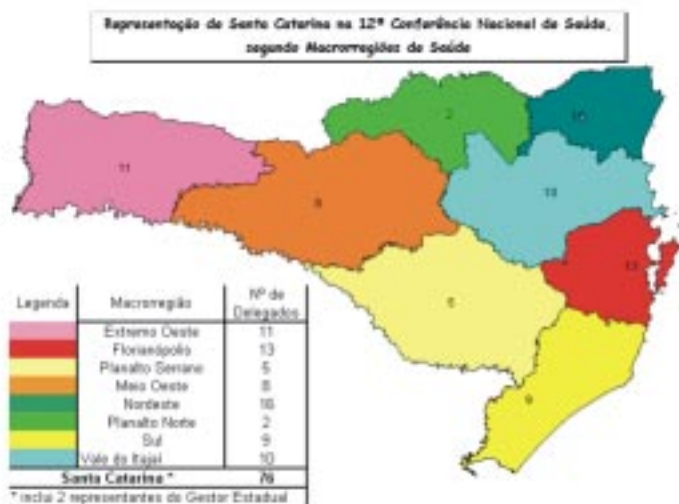 Representação de Santa Catarina na 12ª Conferência Nacional de Saúde,
segundo Macrorregiões de Saúde
2
11
8
10
13
9
Legenda Macrorregião Nº de Delegados
Extremo Oeste 11
Florianópolis 13
Planalto Serrano 5
Meio Oeste 8
Nordeste 16
Planalto Norte 2
Sul 9
Vale do Itajaí 10
Santa Catarina * 76
* inclui 2 representantes do Gestor Estadual